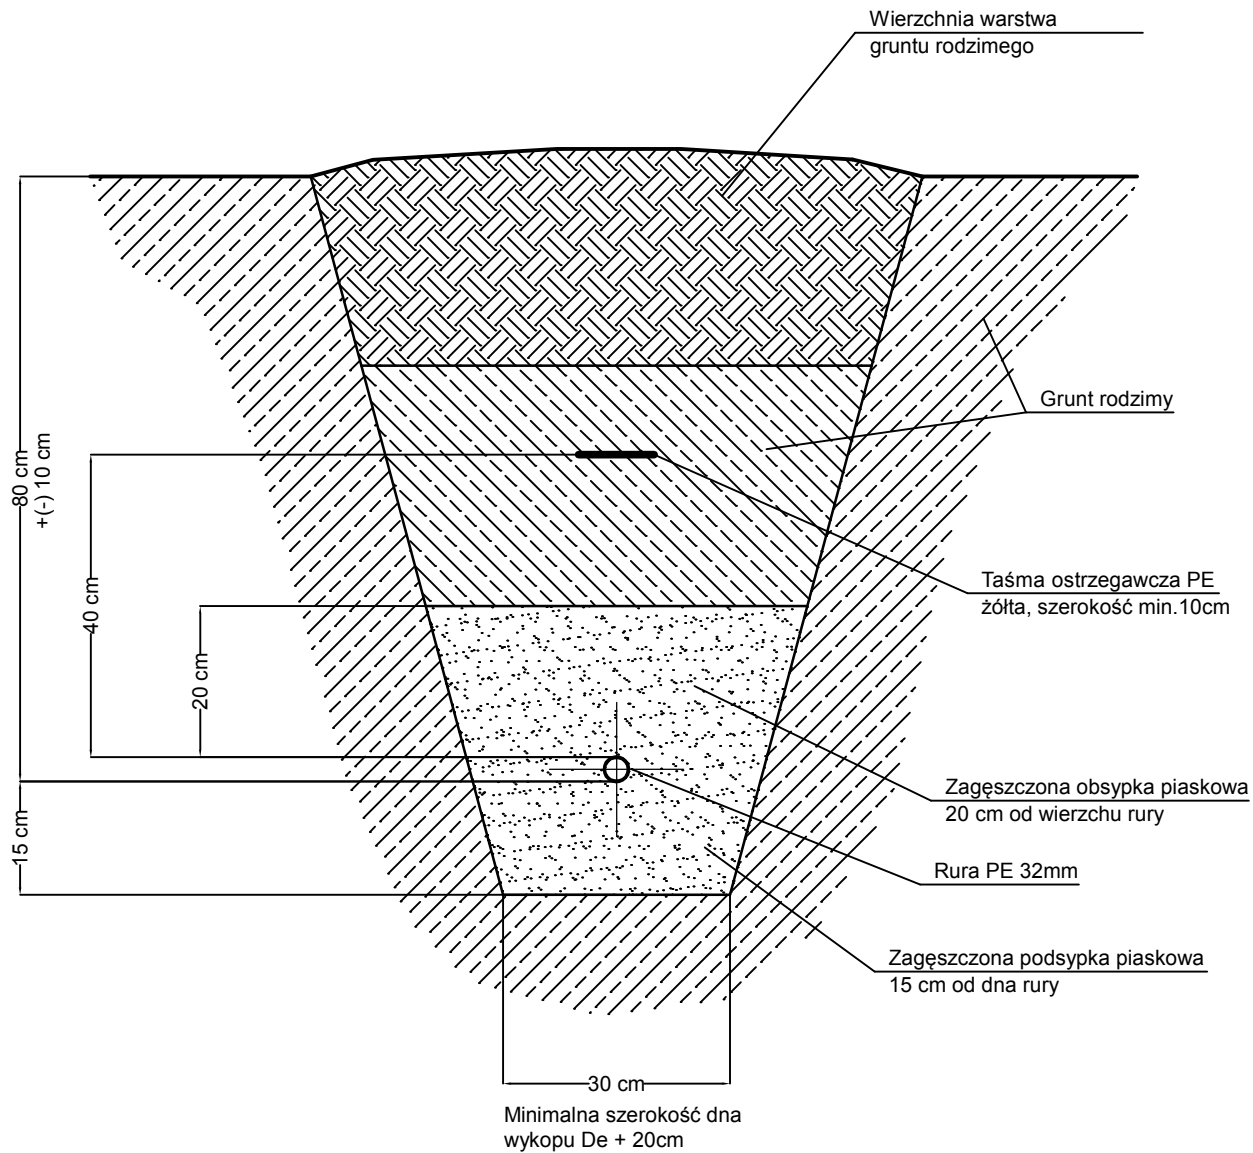 Wierzchnia warstwa
gruntu rodzimego
Grunt rodzimy
80 cm
+(-) 10 cm
40 cm
20 cm
Taśma ostrzegawcza PE
żółta, szerokość min.10cm
15 cm
Zagęszczona obsypka piaskowa
20 cm od wierzchu rury
Rura PE 32mm
Zagęszczona podsypka piaskowa
15 cm od dna rury
30 cm
Minimalna szerokość dna
wykopu De + 20cm